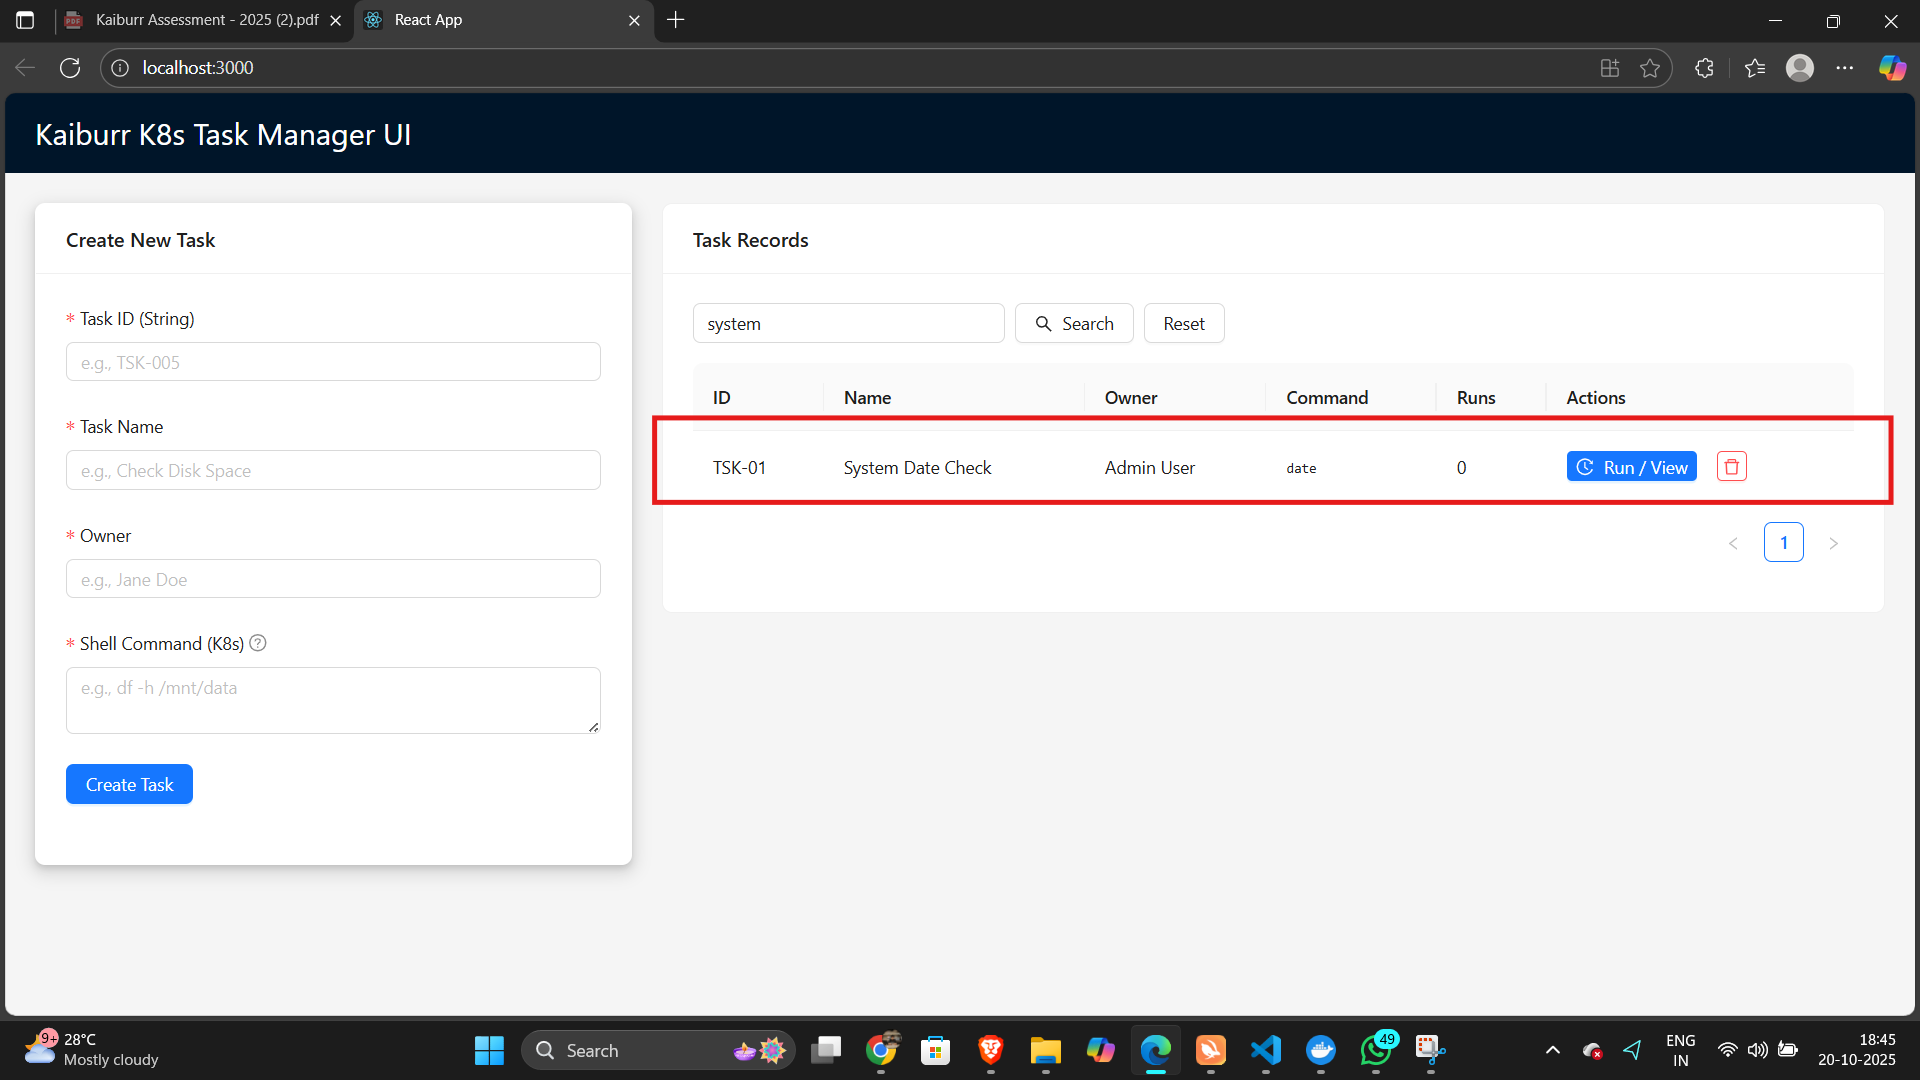 Kaiburr Assessment - 2025 (2).pdf
React App
localhost:3000
Kaiburr K8s Task Manager UI
Create New Task
* Task ID (String)
e.g., TSK-005
* Task Name
e.g., Check Disk Space
* Owner
e.g., Jane Doe
* Shell Command (K8s)
e.g., df -h /mnt/data
Create Task
Task Records
system
Search
Reset
ID Name Owner Command Runs Actions
TSK-01 System Date Check Admin User date 0 Run / View
1
9+
28°C
Mostly cloudy
Search
49
ENG
IN
18:45
20-10-2025